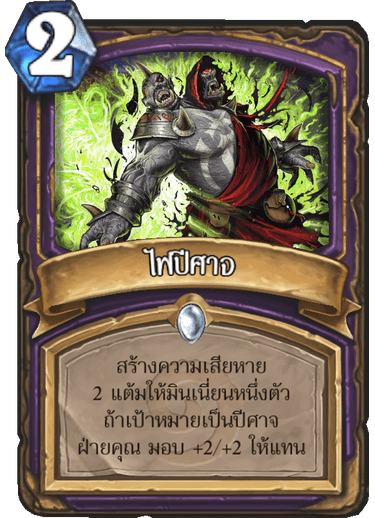 2
ไฟปีศาจ
สร้างความเสียหาย
2 แต้มให้มินเนี่ยนหนึ่งตัว
ถ้าเป้าหมายเป็นปีศาจ
ฝ่ายคุณ มอบ +2/+2 ให้แทน